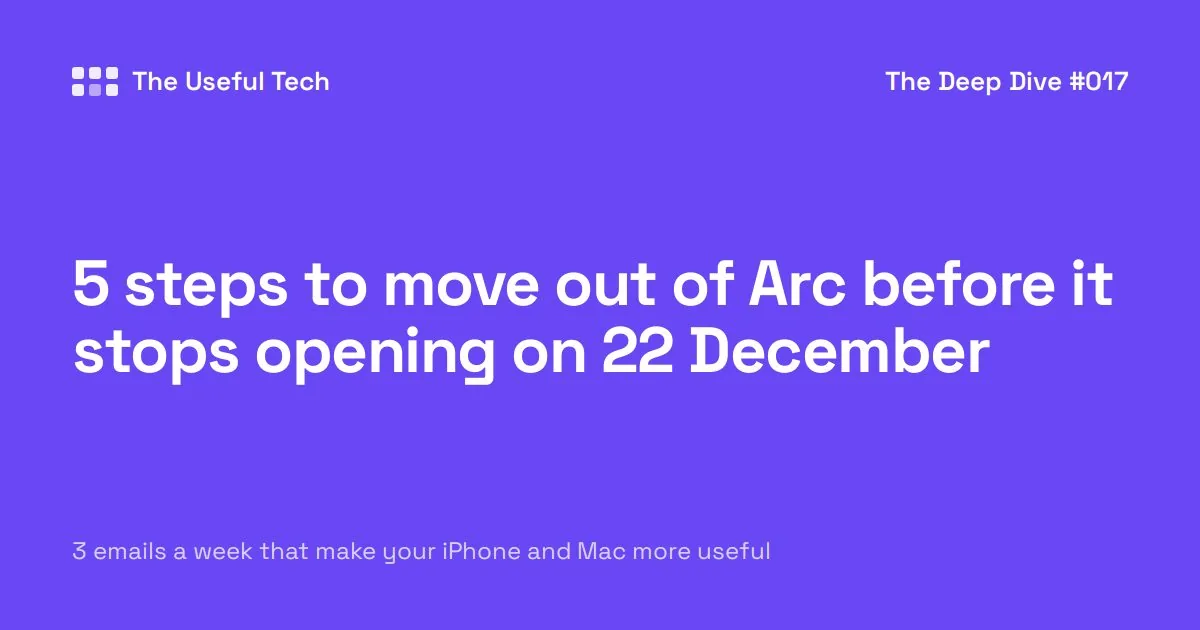 The Useful Tech
The Deep Dive #017
5 steps to move out of Arc before it
stops opening on 22 December
3 emails a week that make your iPhone and Mac more useful